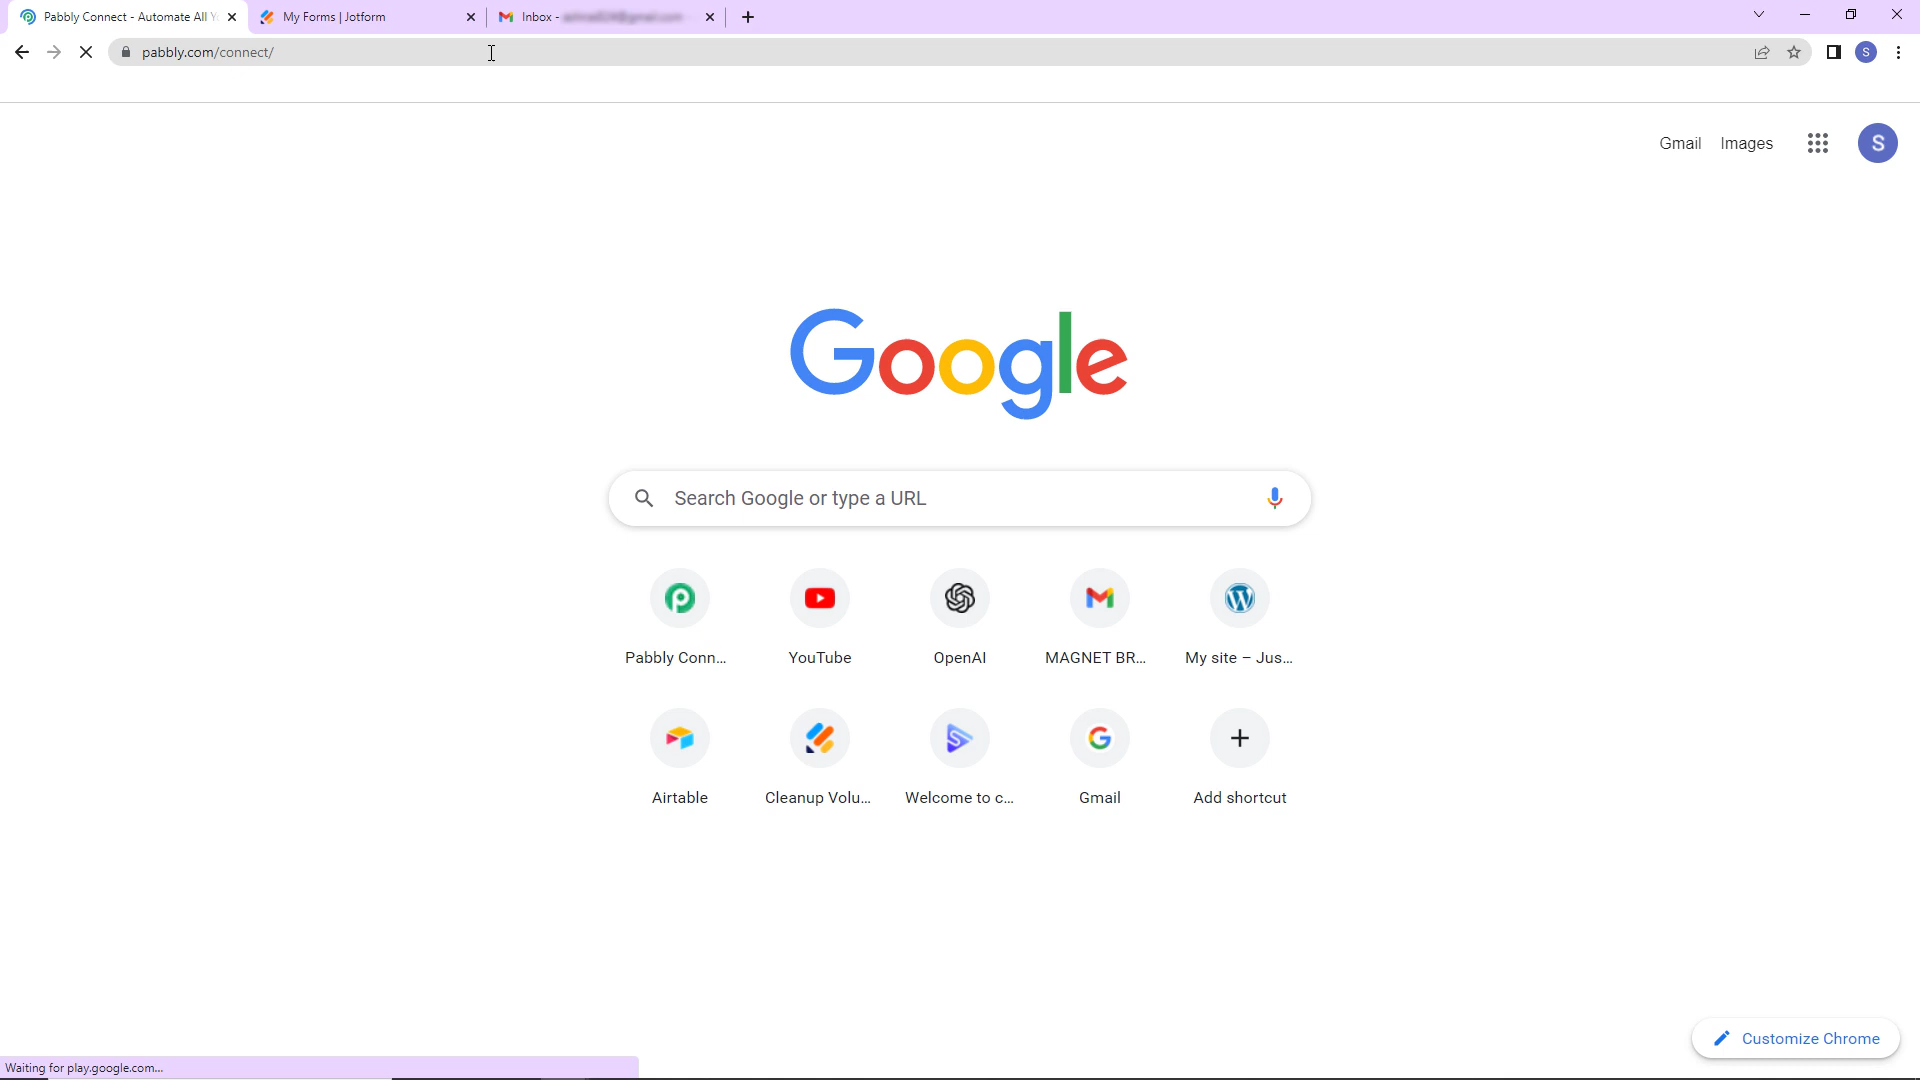 Pabbly Connect - Automate All Y
My Forms | Jotform
Inbox -
pabbly.com/connect/
S
Gmail
Images
S
Google
Search Google or type a URL
Pabbly Conn...
YouTube
OpenAI
MAGNET BR...
My site – Jus...
Airtable
Cleanup Volu...
Welcome to c...
Gmail
Add shortcut
Customize Chrome
Waiting for play.google.com...